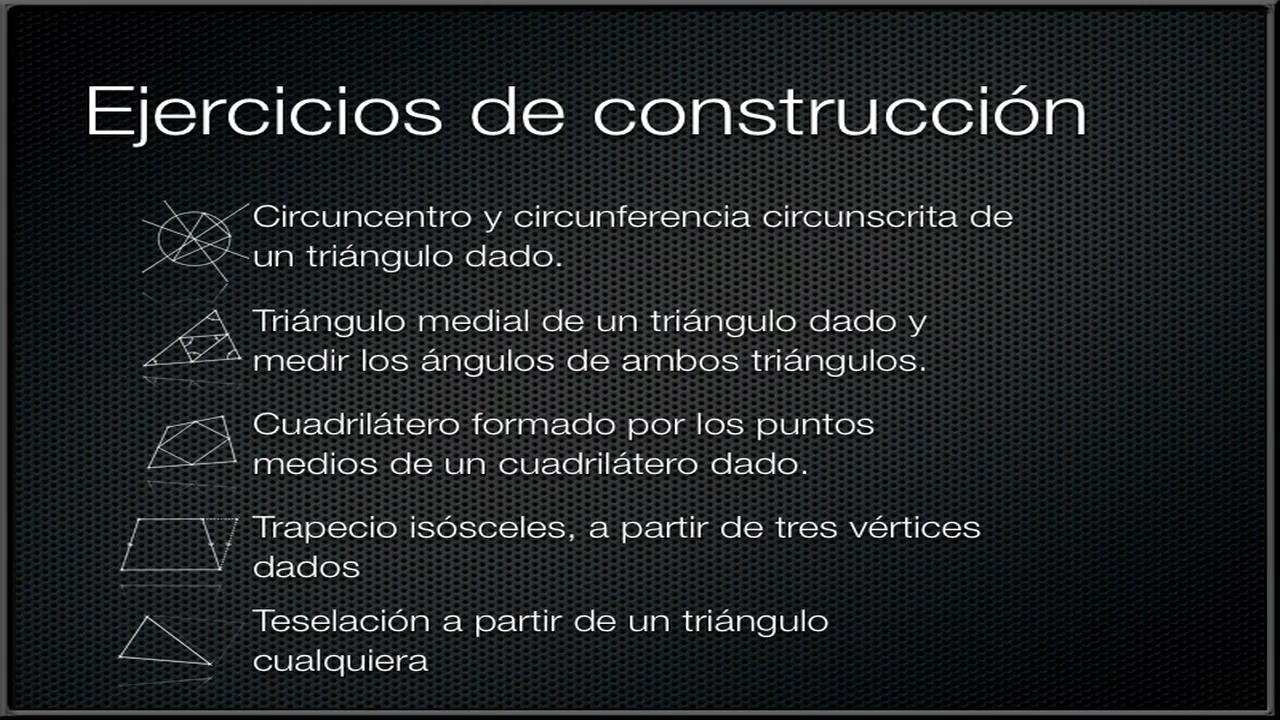 Ejercicios de construcción
Circuncentro y circunferencia circunscrita de
un triángulo dado.
Triángulo medial de un triángulo dado y
medir los ángulos de ambos triángulos.
Cuadrilátero formado por los puntos
medios de un cuadrilátero dado.
Trapecio isósceles, a partir de tres vértices
dados
Teselación a partir de un triángulo
cualquiera